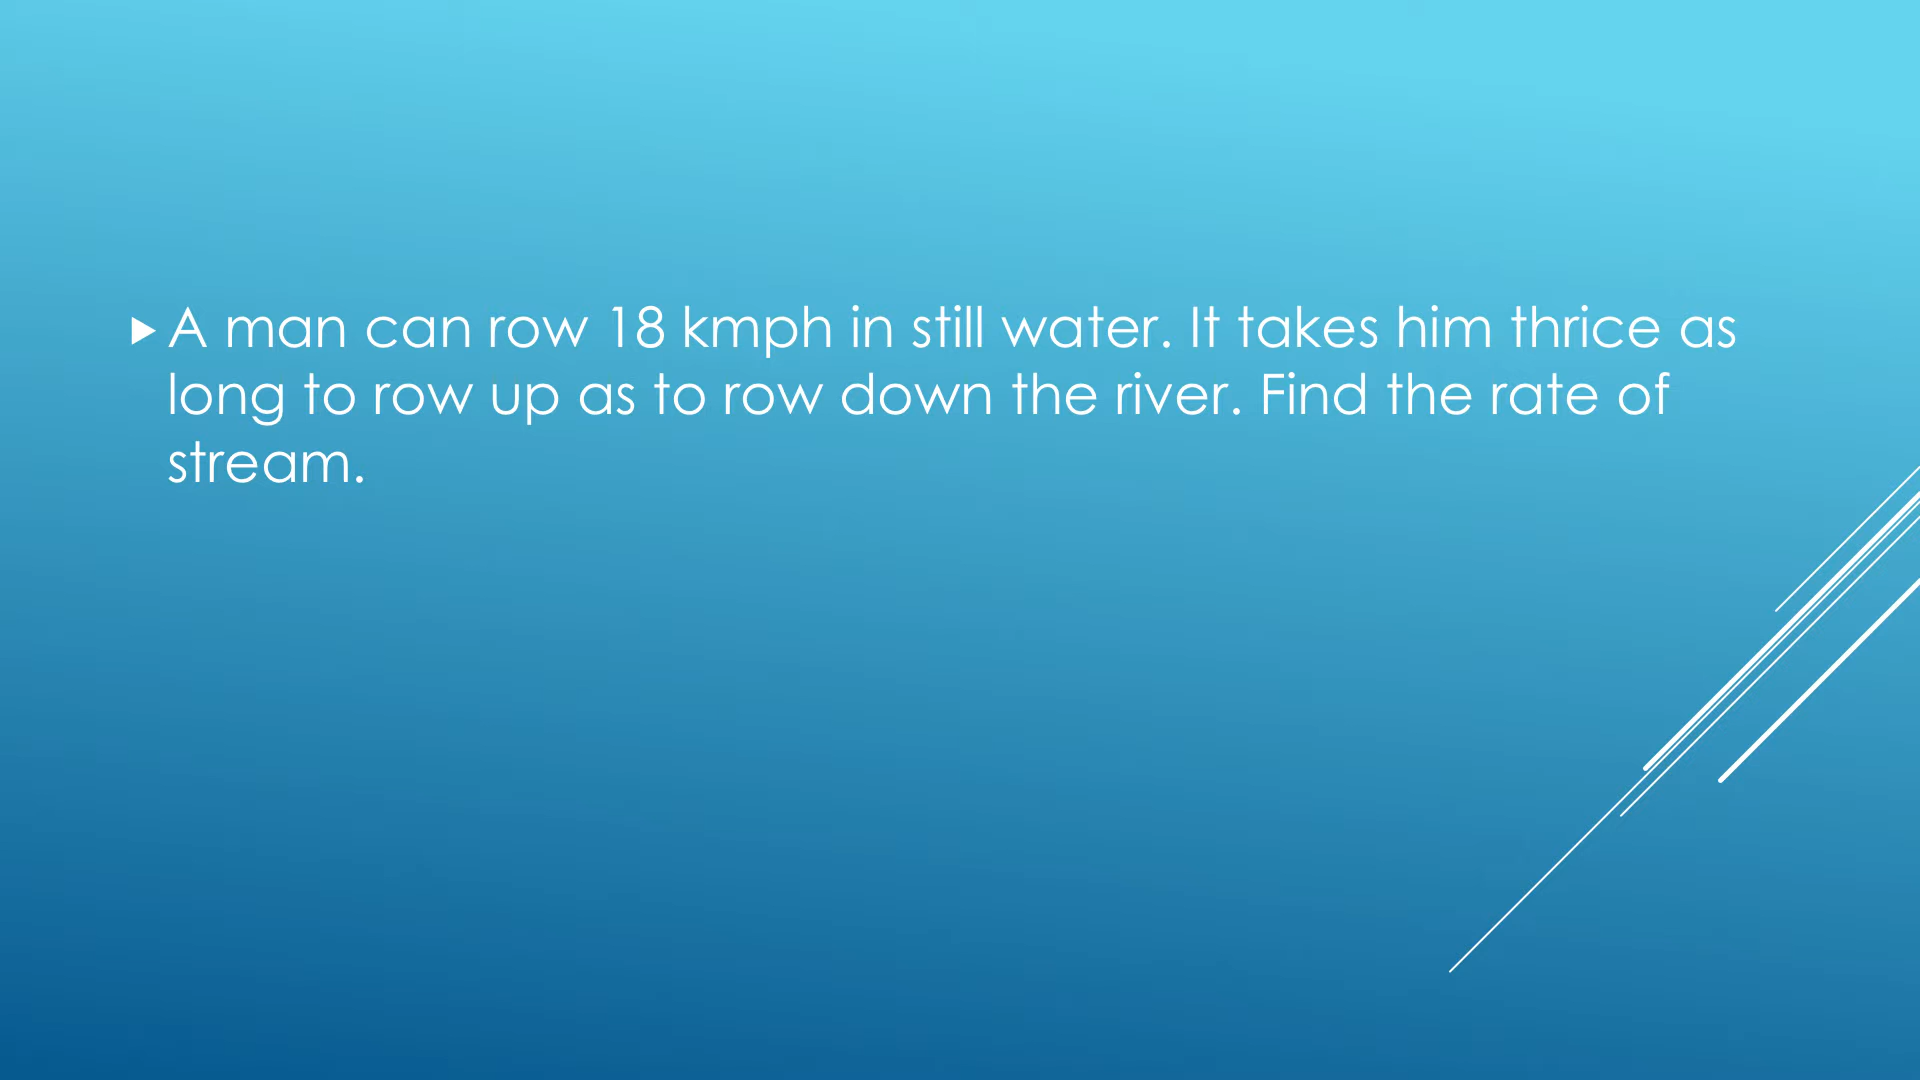 A man can row 18 kmph in still water. It takes him thrice as
long to row up as to row down the river. Find the rate of
stream.